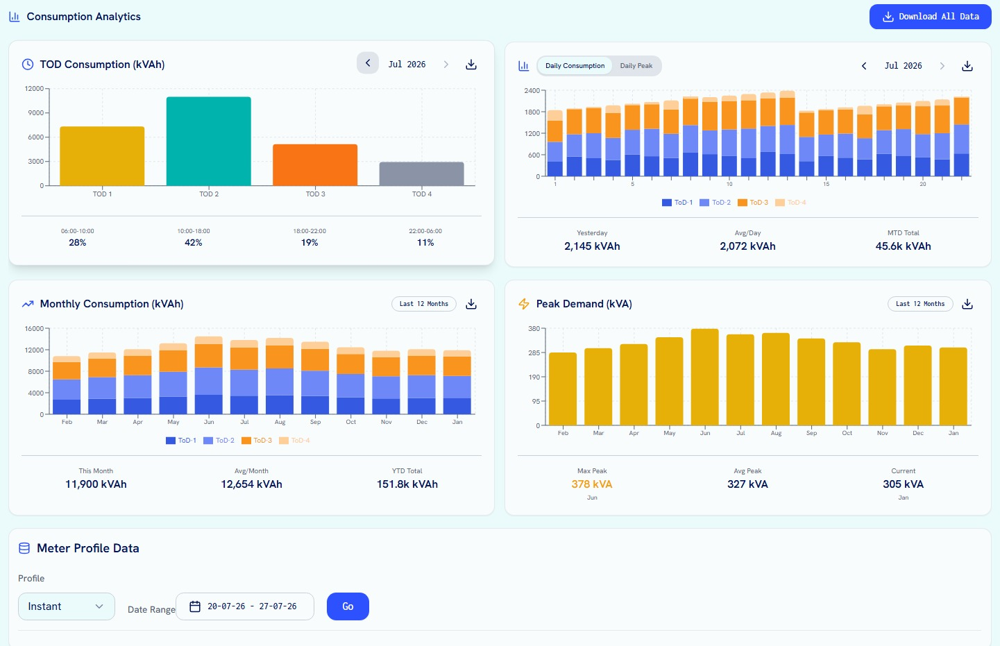 Consumption Analytics
Download All Data
TOD Consumption (kVAh)
Jul 2026
12000
9000
6000
3000
0
TOD 1 TOD 2 TOD 3 TOD 4
06:00-10:00 10:00-18:00 18:00-22:00 22:00-06:00
28% 42% 19% 11%
Daily Consumption Daily Peak
Jul 2026
2400
1800
1200
600
0
1 5 10 15 20
ToD-1 ToD-2 ToD-3 ToD-4
Yesterday Avg/Day MTD Total
2,145 kVAh 2,072 kVAh 45.6k kVAh
Monthly Consumption (kVAh)
Last 12 Months
16000
12000
8000
4000
0
Feb Mar Apr May Jun Jul Aug Sep Oct Nov Dec Jan
ToD-1 ToD-2 ToD-3 ToD-4
This Month Avg/Month YTD Total
11,900 kVAh 12,654 kVAh 151.8k kVAh
Peak Demand (kVA)
Last 12 Months
380
285
190
95
0
Feb Mar Apr May Jun Jul Aug Sep Oct Nov Dec Jan
Max Peak Avg Peak Current
378 kVA 327 kVA 305 kVA
Jun Jan
Meter Profile Data
Profile
Instant
Date Range
20-07-26 - 27-07-26
Go